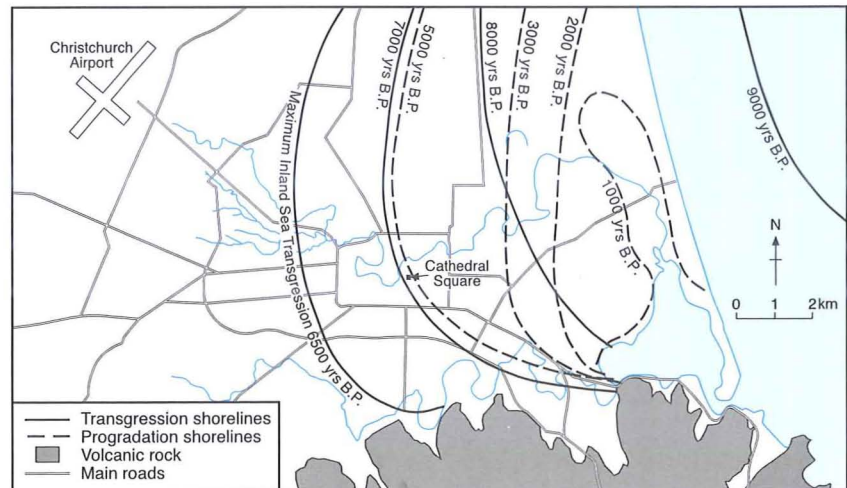 Christchurch
Airport
Maximum Inland Sea Transgression 6500 yrs B.P.
7000 yrs B.P.
5000 yrs B.P.
8000 yrs B.P.
3000 yrs B.P.
2000 yrs B.P.
1000 yrs B.P.
9000 yrs B.P.
Cathedral
Square
N
0 1 2km
Transgression shorelines
Progradation shorelines
Volcanic rock
Main roads